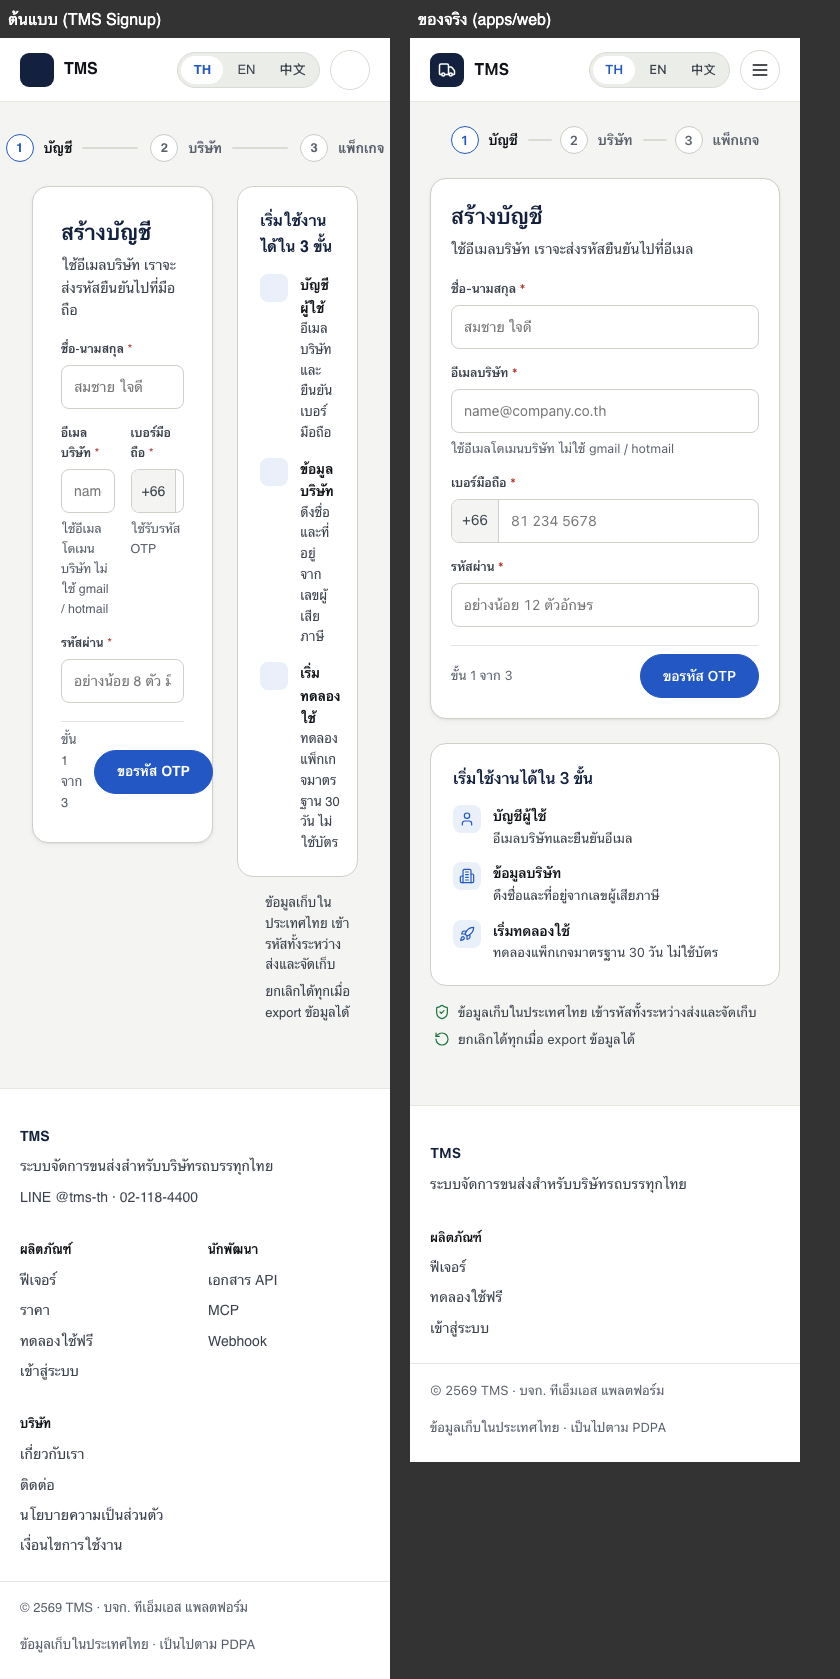 ต้นแบบ (TMS Signup)
TMS
TH EN 中文
1 บัญชี 2 บริษัท 3 แพ็กเกจ
สร้างบัญชี
ใช้อีเมลบริษัท เราจะ
ส่งรหัสยืนยันไปที่มือ
ถือ
ชื่อ-นามสกุล *
สมชาย ใจดี
อีเมล
บริษัท *
nam
ใช้อีเมล
โดเมน
บริษัท ไม่
ใช้ gmail
/ hotmail
เบอร์มือ
ถือ *
+66
ใช้รับรหัส
OTP
รหัสผ่าน *
อย่างน้อย 8 ตัว มี
ขั้น
1
จาก
3
ขอรหัส OTP
เริ่มใช้งาน
ได้ใน 3 ขั้น
บัญชี
ผู้ใช้
อีเมล
บริษัท
และ
ยืนยัน
เบอร์
มือถือ
ข้อมูล
บริษัท
ดึงชื่อ
และที่
อยู่
จาก
เลขผู้
เสีย
ภาษี
เริ่ม
ทดลอง
ใช้
ทดลอง
แพ็กเก
จมาตร
ฐาน 30
วัน ไม่
ใช้บัตร
ข้อมูลเก็บใน
ประเทศไทย เข้า
รหัสทั้งระหว่าง
ส่งและจัดเก็บ
ยกเลิกได้ทุกเมื่อ
export ข้อมูลได้
TMS
ระบบจัดการขนส่งสำหรับบริษัทรถบรรทุกไทย
LINE @tms-th · 02-118-4400
ผลิตภัณฑ์
ฟีเจอร์
ราคา
ทดลองใช้ฟรี
เข้าสู่ระบบ
นักพัฒนา
เอกสาร API
MCP
Webhook
บริษัท
เกี่ยวกับเรา
ติดต่อ
นโยบายความเป็นส่วนตัว
เงื่อนไขการใช้งาน
© 2569 TMS · บจก. ทีเอ็มเอส แพลตฟอร์ม
ข้อมูลเก็บในประเทศไทย · เป็นไปตาม PDPA
ของจริง (apps/web)
TMS
TH EN 中文
1 บัญชี 2 บริษัท 3 แพ็กเกจ
สร้างบัญชี
ใช้อีเมลบริษัท เราจะส่งรหัสยืนยันไปที่อีเมล
ชื่อ-นามสกุล *
สมชาย ใจดี
อีเมลบริษัท *
name@company.co.th
ใช้อีเมลโดเมนบริษัท ไม่ใช้ gmail / hotmail
เบอร์มือถือ *
+66 81 234 5678
รหัสผ่าน *
อย่างน้อย 12 ตัวอักษร
ขั้น 1 จาก 3
ขอรหัส OTP
เริ่มใช้งานได้ใน 3 ขั้น
บัญชีผู้ใช้
อีเมลบริษัทและยืนยันอีเมล
ข้อมูลบริษัท
ดึงชื่อและที่อยู่จากเลขผู้เสียภาษี
เริ่มทดลองใช้
ทดลองแพ็กเกจมาตรฐาน 30 วัน ไม่ใช้บัตร
ข้อมูลเก็บในประเทศไทย เข้ารหัสทั้งระหว่างส่งและจัดเก็บ
ยกเลิกได้ทุกเมื่อ export ข้อมูลได้
TMS
ระบบจัดการขนส่งสำหรับบริษัทรถบรรทุกไทย
ผลิตภัณฑ์
ฟีเจอร์
ทดลองใช้ฟรี
เข้าสู่ระบบ
© 2569 TMS · บจก. ทีเอ็มเอส แพลตฟอร์ม
ข้อมูลเก็บในประเทศไทย · เป็นไปตาม PDPA